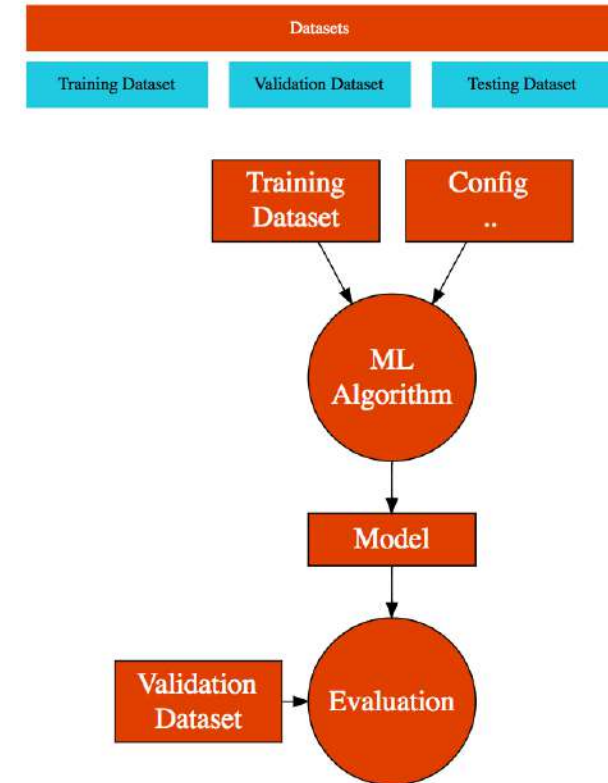 Datasets
Training Dataset
Validation Dataset
Testing Dataset
Training
Dataset
Config
..
ML
Algorithm
Model
Validation
Dataset
Evaluation